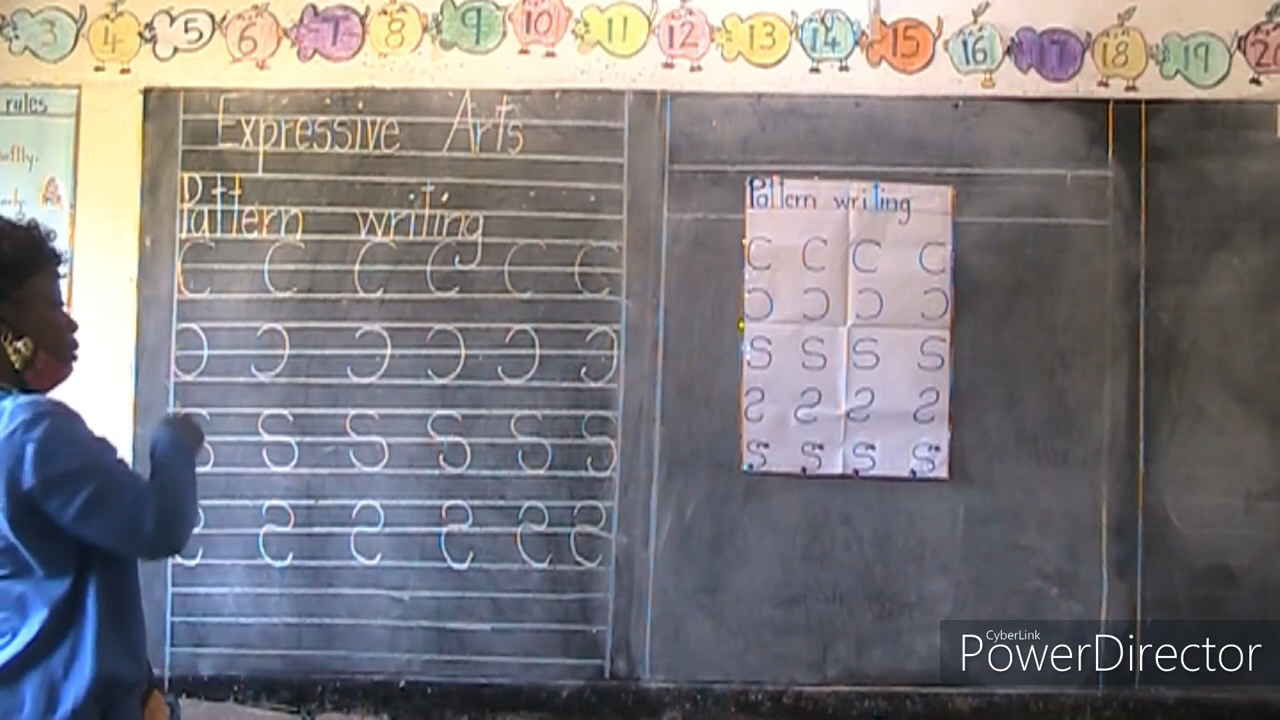 3 4 5 6 7 8 9 10 11 12 13 14 15 16 17 18 19
rules
Expressive Arts
Pattern writing
C C C C C C
Ɔ Ɔ Ɔ Ɔ Ɔ Ɔ
S S S S S S
Ƨ Ƨ Ƨ Ƨ Ƨ Ƨ
Pattern writing
C C C C
Ɔ Ɔ Ɔ Ɔ
S S S S
Ƨ Ƨ Ƨ Ƨ
S S S S
CyberLink
PowerDirector